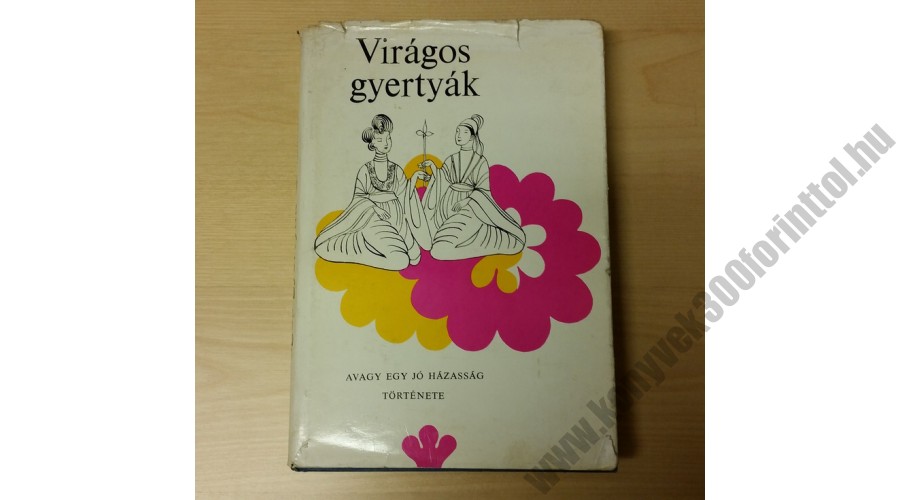 Virágos
gyertyák
AVAGY EGY JÓ HÁZASSÁG
TÖRTÉNETE
www.konyvek300forinttol.hu